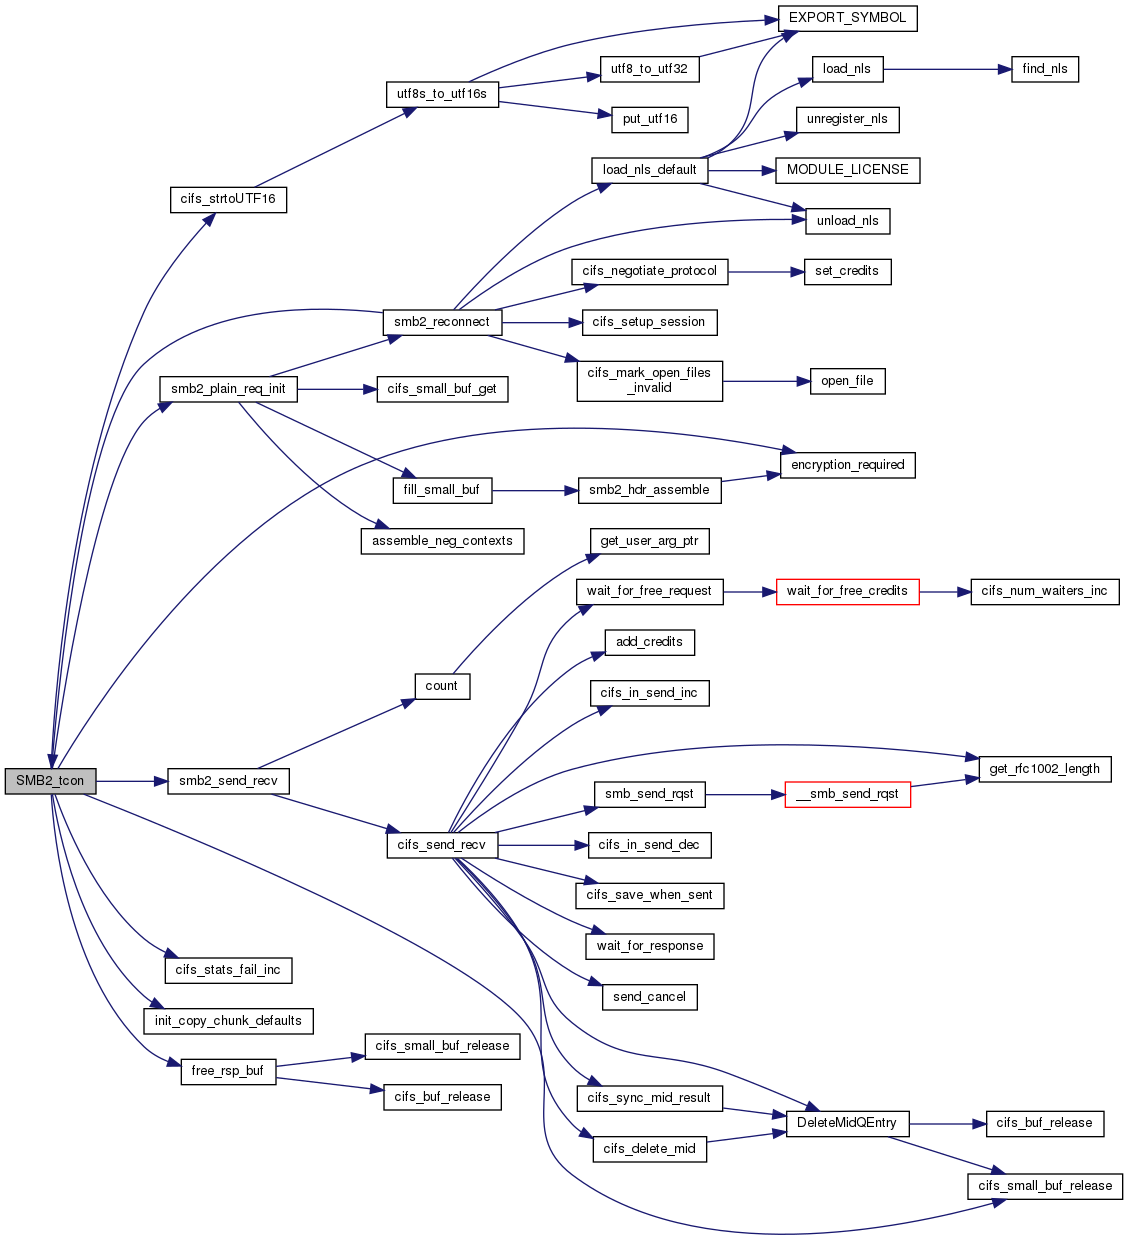 EXPORT_SYMBOL
utf8_to_utf32
load_nls
find_nls
utf8s_to_utf16s
put_utf16
unregister_nls
load_nls_default
MODULE_LICENSE
cifs_strtoUTF16
unload_nls
cifs_negotiate_protocol
set_credits
smb2_reconnect
cifs_setup_session
cifs_mark_open_files
_invalid
open_file
smb2_plain_req_init
cifs_small_buf_get
encryption_required
fill_small_buf
smb2_hdr_assemble
assemble_neg_contexts
get_user_arg_ptr
wait_for_free_request
wait_for_free_credits
cifs_num_waiters_inc
add_credits
count
cifs_in_send_inc
SMB2_tcon
smb2_send_recv
get_rfc1002_length
smb_send_rqst
__smb_send_rqst
cifs_send_recv
cifs_in_send_dec
cifs_save_when_sent
wait_for_response
cifs_stats_fail_inc
send_cancel
init_copy_chunk_defaults
cifs_small_buf_release
free_rsp_buf
cifs_buf_release
cifs_sync_mid_result
DeleteMidQEntry
cifs_buf_release
cifs_delete_mid
cifs_small_buf_release